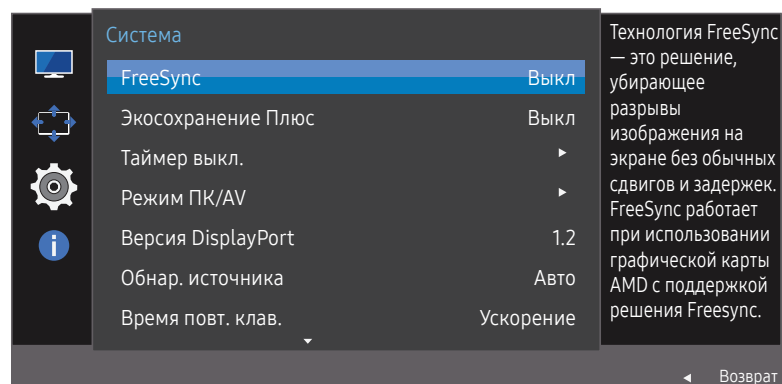 Система
FreeSync Выкл
Экосохранение Плюс Выкл
Таймер выкл.
Режим ПК/AV
Версия DisplayPort 1.2
Обнар. источника Авто
Время повт. клав. Ускорение
Технология FreeSync
— это решение,
убирающее
разрывы
изображения на
экране без обычных
сдвигов и задержек.
FreeSync работает
при использовании
графической карты
AMD с поддержкой
решения Freesync.
Возврат